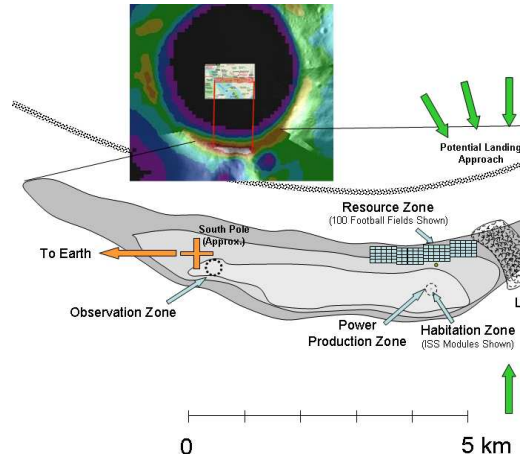 Potential Landing
Approach
Resource Zone
(100 Football Fields Shown)
South Pole
(Approx.)
To Earth
Observation Zone
Power
Production Zone
Habitation Zone
(ISS Modules Shown)
L
0
5 km